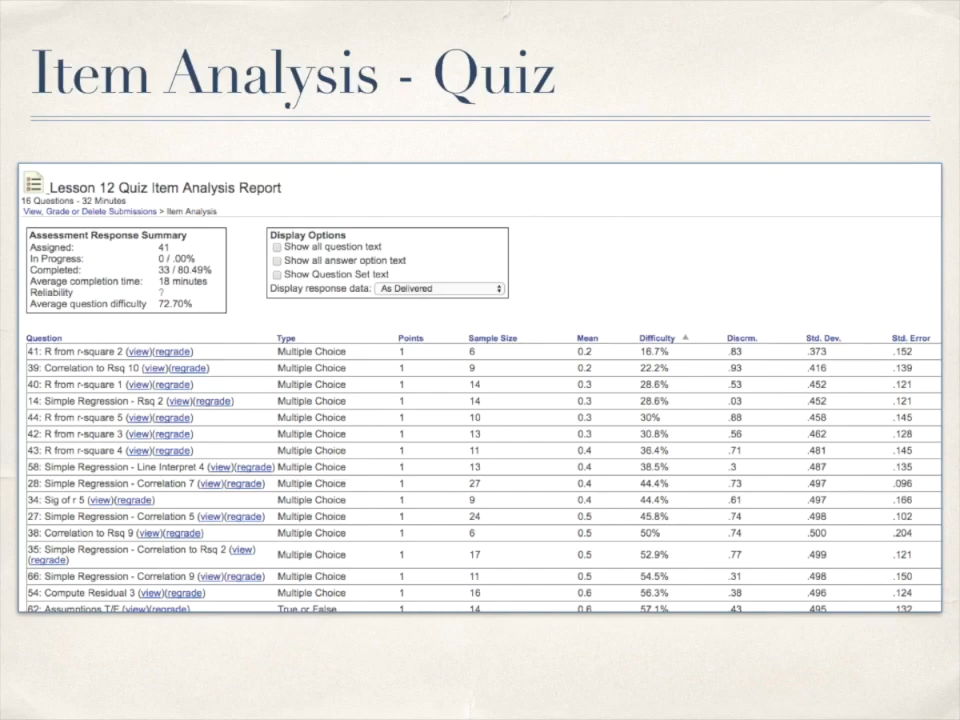 Item Analysis - Quiz
Lesson 12 Quiz Item Analysis Report
16 Questions - 32 Minutes
View, Grade or Delete Submissions > Item Analysis
Assessment Response Summary
Assigned: 41
In Progress: 0 / .00%
Completed: 33 / 80.49%
Average completion time: 18 minutes
Reliability ?
Average question difficulty 72.70%
Display Options
Show all question text
Show all answer option text
Show Question Set text
Display response data: As Delivered
Question Type Points Sample Size Mean Difficulty Discrm. Std. Dev. Std. Error
41: R from r-square 2 (view)(regrade) Multiple Choice 1 6 0.2 16.7% .83 .373 .152
39: Correlation to Rsq 10 (view)(regrade) Multiple Choice 1 9 0.2 22.2% .93 .416 .139
40: R from r-square 1 (view)(regrade) Multiple Choice 1 14 0.3 28.6% .53 .452 .121
14: Simple Regression - Rsq 2 (view)(regrade) Multiple Choice 1 14 0.3 28.6% .03 .452 .121
44: R from r-square 5 (view)(regrade) Multiple Choice 1 10 0.3 30% .88 .458 .145
42: R from r-square 3 (view)(regrade) Multiple Choice 1 13 0.3 30.8% .56 .462 .128
43: R from r-square 4 (view)(regrade) Multiple Choice 1 11 0.4 36.4% .71 .481 .145
58: Simple Regression - Line Interpret 4 (view)(regrade) Multiple Choice 1 13 0.4 38.5% .3 .487 .135
28: Simple Regression - Correlation 7 (view)(regrade) Multiple Choice 1 27 0.4 44.4% .73 .497 .096
34: Sig of r 5 (view)(regrade) Multiple Choice 1 9 0.4 44.4% .61 .497 .166
27: Simple Regression - Correlation 5 (view)(regrade) Multiple Choice 1 24 0.5 45.8% .74 .498 .102
38: Correlation to Rsq 9 (view)(regrade) Multiple Choice 1 6 0.5 50% .74 .500 .204
35: Simple Regression - Correlation to Rsq 2 (view)
(regrade) Multiple Choice 1 17 0.5 52.9% .77 .499 .121
66: Simple Regression - Correlation 9 (view)(regrade) Multiple Choice 1 11 0.5 54.5% .31 .498 .150
54: Compute Residual 3 (view)(regrade) Multiple Choice 1 16 0.6 56.3% .38 .496 .124
62: Assumptions T/F (view)(regrade) True or False 1 14 0.6 57.1% .43 .495 .132